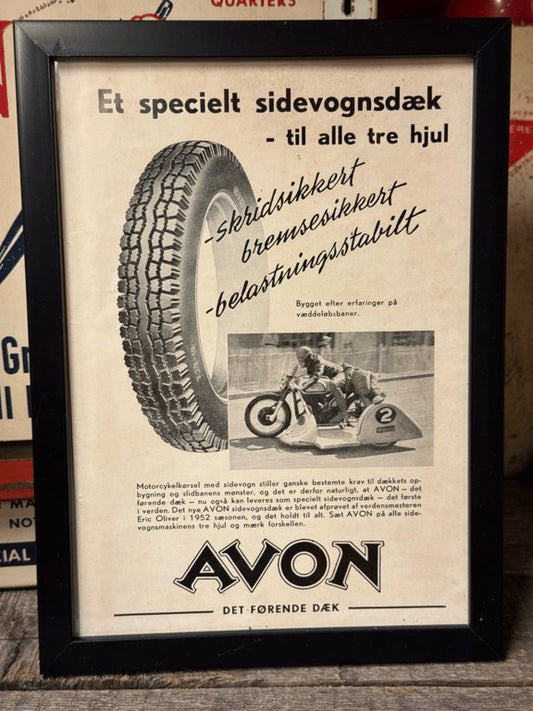 QUARTERS
Et specielt sidevognsdæk
- til alle tre hjul
-skridsikkert
bremsesikkert
-belastningsstabilt
Bygget efter erfaringer på
væddeløbsbaner.
2
Motorcykelkørsel med sidevogn stiller ganske bestemte krav til dækkets op-
bygning og slidbanens mønster, og det er derfor naturligt, at AVON — det
førende dæk — nu også kan leveres som specielt sidevognsdæk — det første
i verden. Det nye AVON sidevognsdæk er blevet afprøvet af verdensmesteren
Eric Oliver i 1952 sæsonen, og det holdt til alt. Sæt AVON på alle side-
vognsmaskinens tre hjul og mærk forskellen.
AVON
DET FØRENDE DÆK